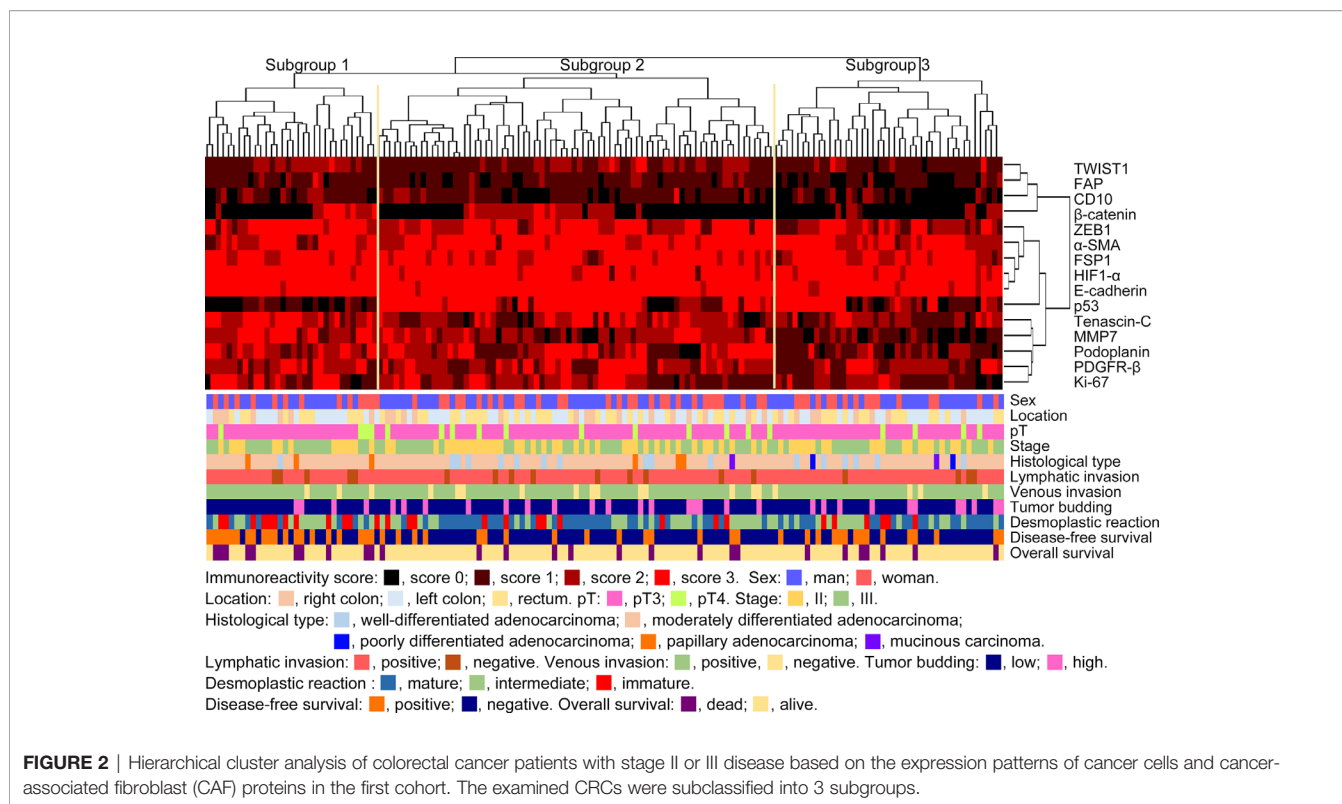 Subgroup 1 Subgroup 2 Subgroup 3
TWIST1
FAP
CD10
β-catenin
ZEB1
α-SMA
FSP1
HIF1-α
E-cadherin
p53
Tenascin-C
MMP7
Podoplanin
PDGFR-β
Ki-67
Sex
Location
pT
Stage
Histological type
Lymphatic invasion
Venous invasion
Tumor budding
Desmoplastic reaction
Disease-free survival
Overall survival
Immunoreactivity score: , score 0; , score 1; , score 2; , score 3. Sex: , man; , woman.
Location: , right colon; , left colon; , rectum. pT: , pT3; , pT4. Stage: , II; , III.
Histological type: , well-differentiated adenocarcinoma; , moderately differentiated adenocarcinoma;
, poorly differentiated adenocarcinoma; , papillary adenocarcinoma; , mucinous carcinoma.
Lymphatic invasion: , positive; , negative. Venous invasion: , positive, , negative. Tumor budding: , low; , high.
Desmoplastic reaction : , mature; , intermediate; , immature.
Disease-free survival: , positive; , negative. Overall survival: , dead; , alive.
FIGURE 2 | Hierarchical cluster analysis of colorectal cancer patients with stage II or III disease based on the expression patterns of cancer cells and cancer-
associated fibroblast (CAF) proteins in the first cohort. The examined CRCs were subclassified into 3 subgroups.